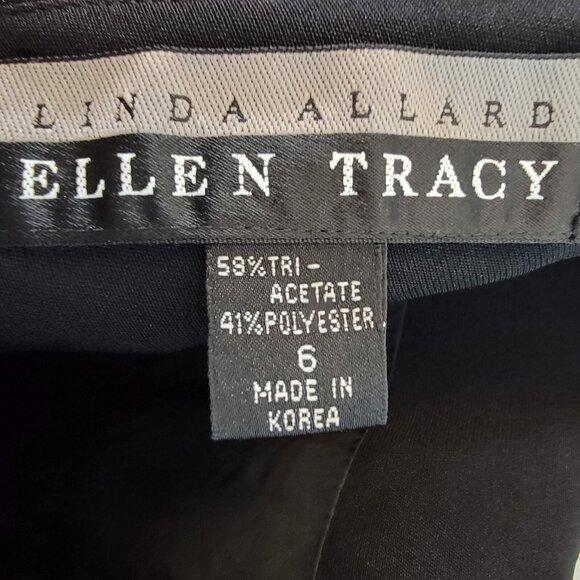 LINDA ALLARD
ELLEN TRACY
59%TRI-
ACETATE
41%POLYESTER
6
MADE IN
KOREA